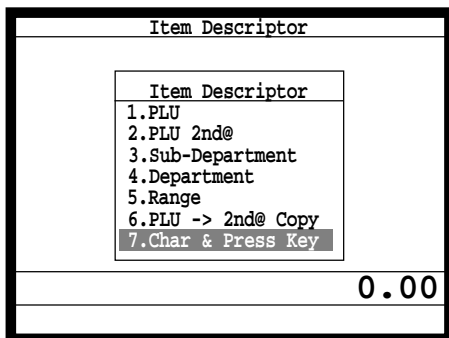 Item Descriptor
Item Descriptor
1.PLU
2.PLU 2nd@
3.Sub-Department
4.Department
5.Range
6.PLU -> 2nd@ Copy
7.Char & Press Key
0.00